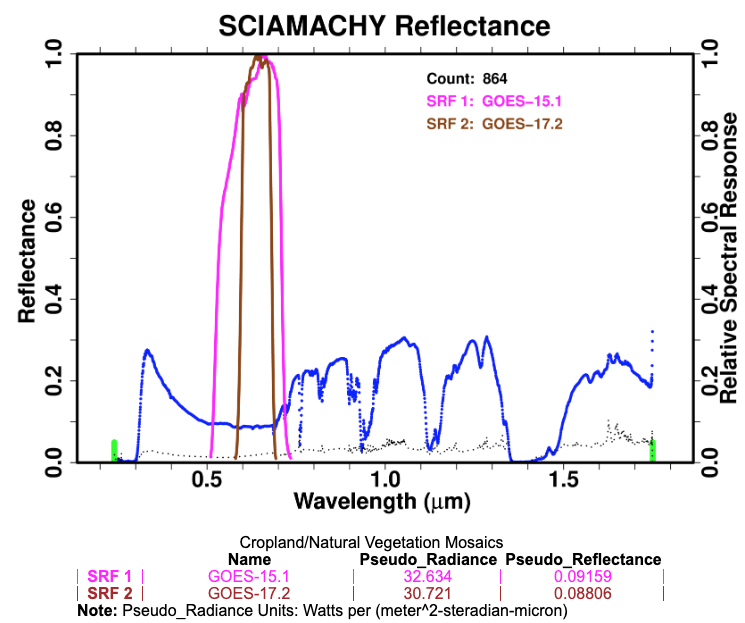 SCIAMACHY Reflectance
Count: 864
SRF 1: GOES−15.1
SRF 2: GOES−17.2
Reflectance
1.0
0.8
0.6
0.4
0.2
0.0
Relative Spectral Response
1.0
0.8
0.6
0.4
0.2
0.0
0.5 1.0 1.5
Wavelength (μm)
Cropland/Natural Vegetation Mosaics
Name Pseudo_Radiance Pseudo_Reflectance
| SRF 1 | GOES-15.1 | 32.634 | 0.09159 |
| SRF 2 | GOES-17.2 | 30.721 | 0.08806 |
Note: Pseudo_Radiance Units: Watts per (meter^2-steradian-micron)